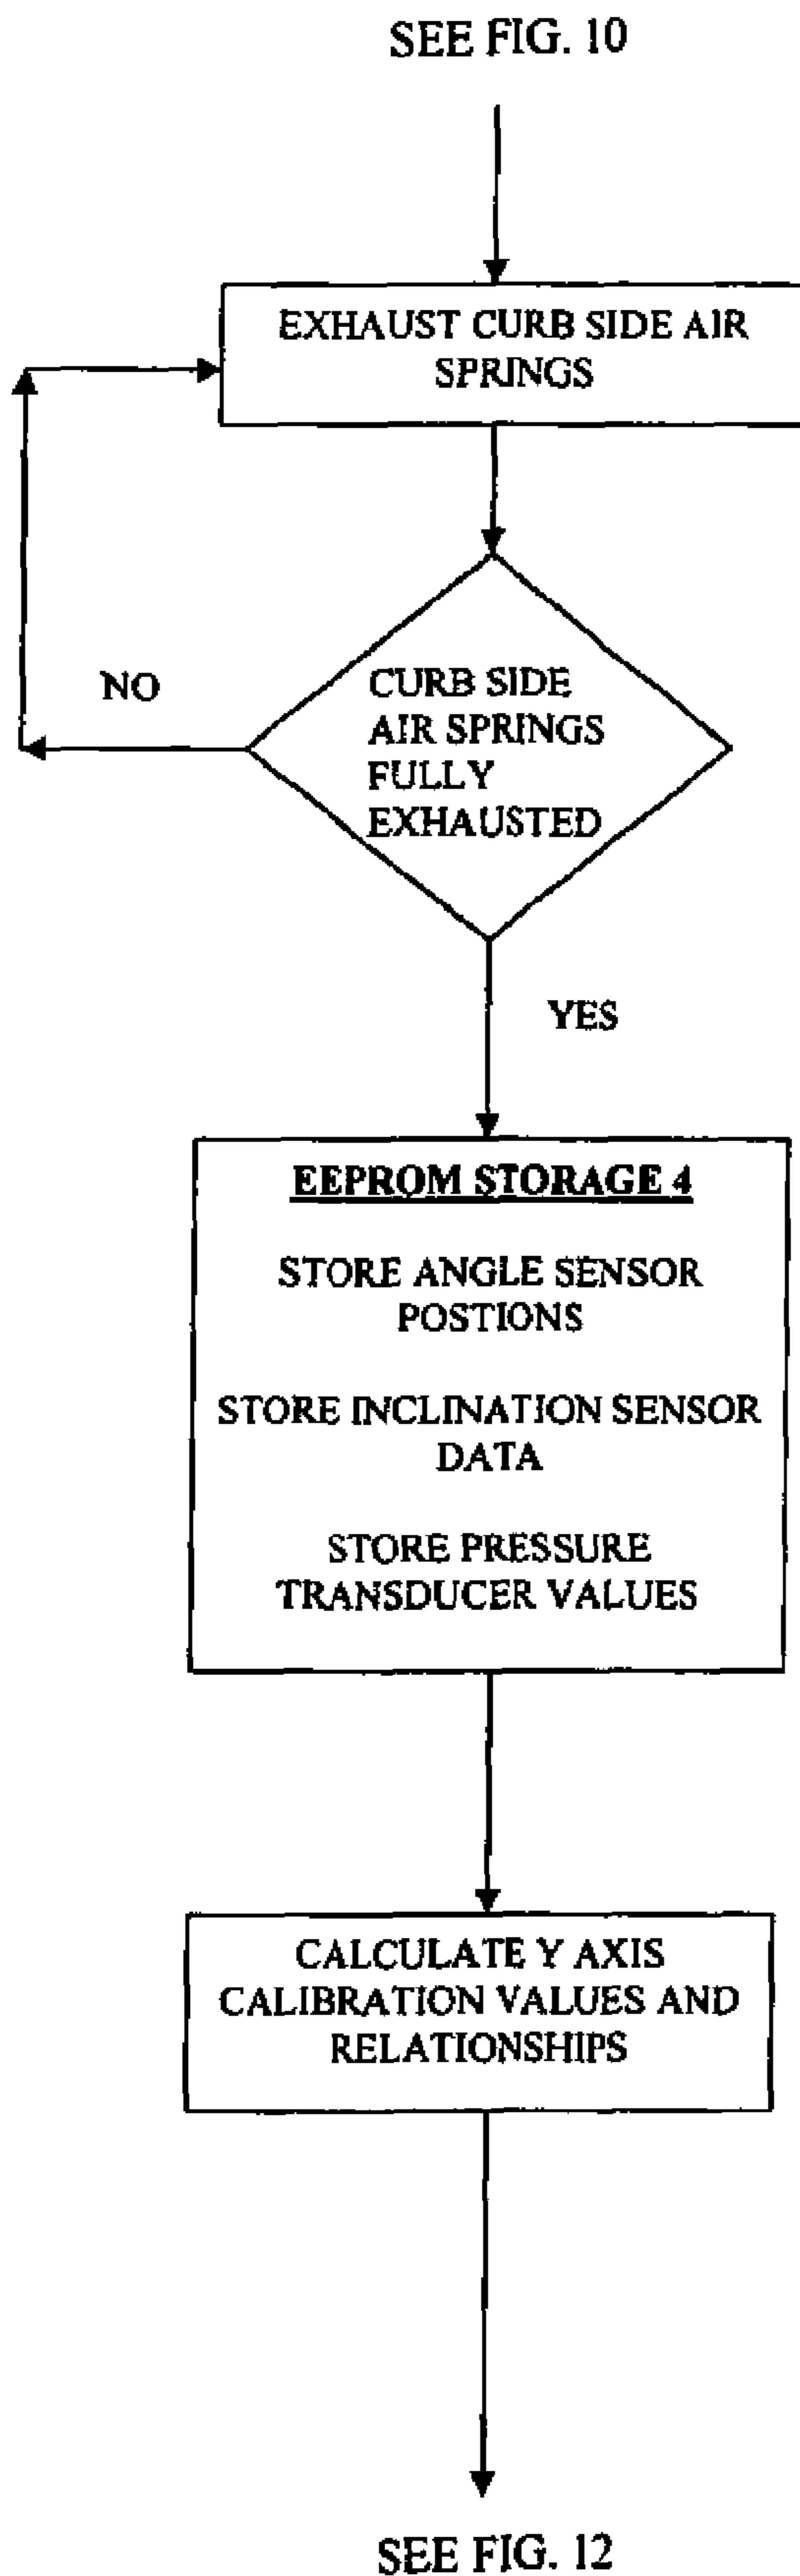 SEE FIG. 10
EXHAUST CURB SIDE AIR
SPRINGS
NO
CURB SIDE
AIR SPRINGS
FULLY
EXHAUSTED
YES
EEPROM STORAGE 4
STORE ANGLE SENSOR
POSTIONS
STORE INCLINATION SENSOR
DATA
STORE PRESSURE
TRANSDUCER VALUES
CALCULATE Y AXIS
CALIBRATION VALUES AND
RELATIONSHIPS
SEE FIG. 12